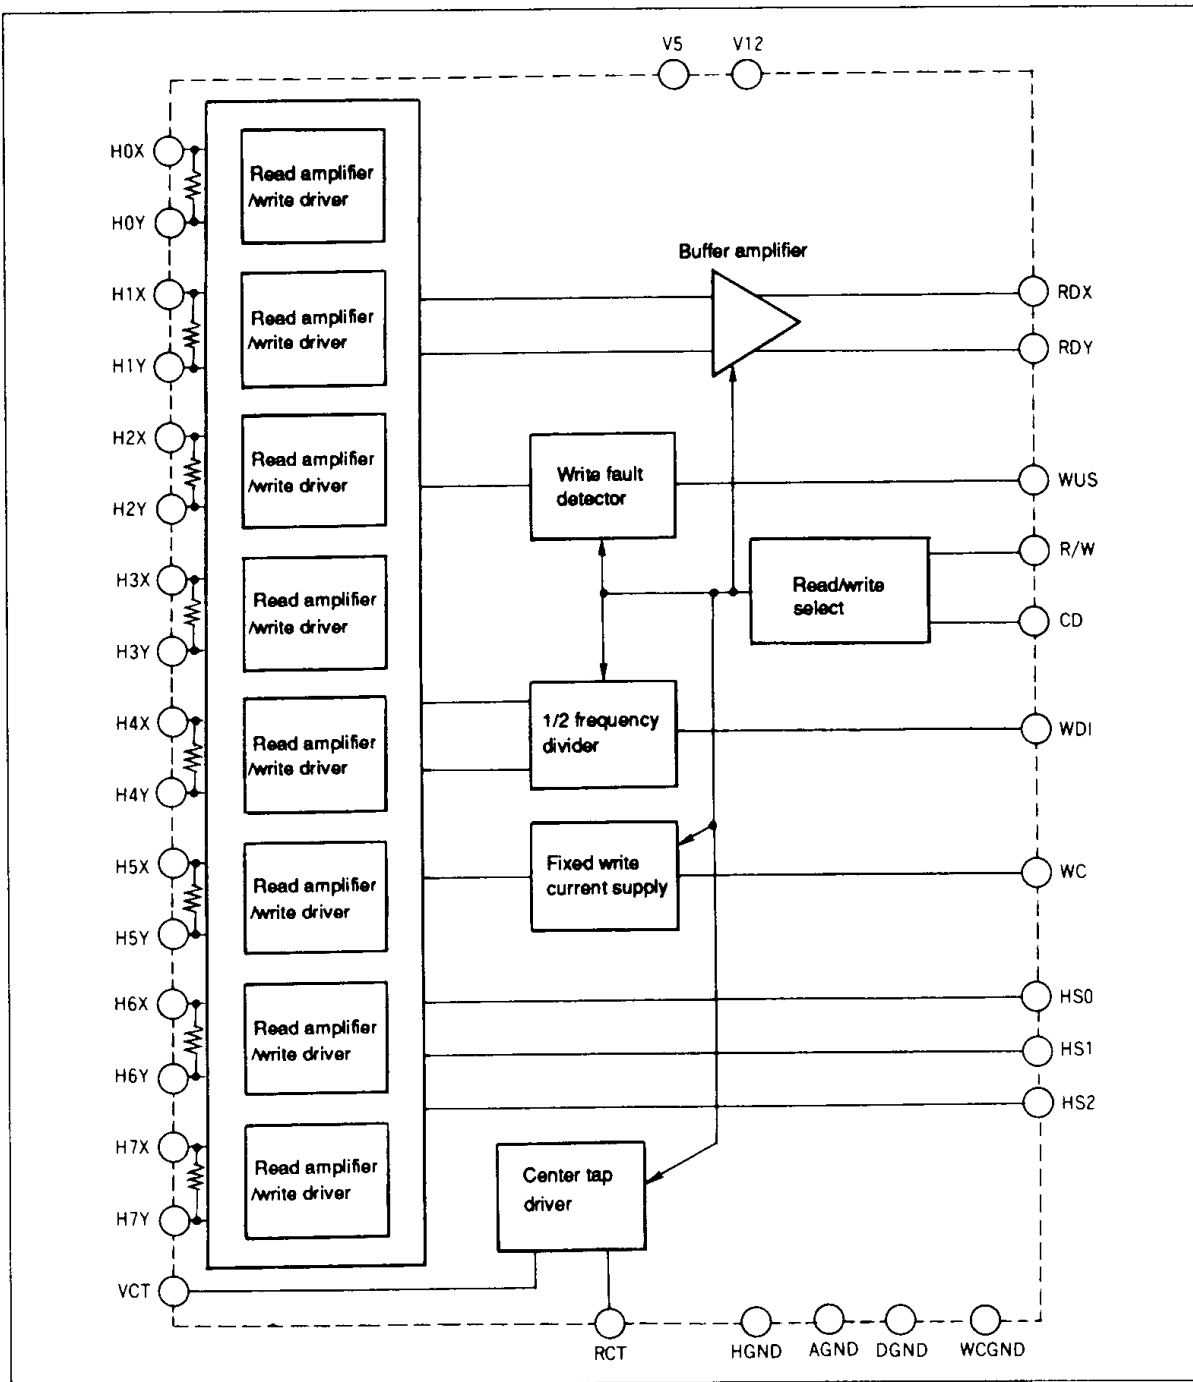 V5
V12
H0X
Read amplifier
/write driver
H0Y
Buffer amplifier
H1X
Read amplifier
/write driver
H1Y
RDX
RDY
H2X
Read amplifier
/write driver
H2Y
Write fault
detector
WUS
R/W
Read/write
select
CD
H3X
Read amplifier
/write driver
H3Y
H4X
Read amplifier
/write driver
H4Y
1/2 frequency
divider
WDI
H5X
Read amplifier
/write driver
H5Y
Fixed write
current supply
WC
H6X
Read amplifier
/write driver
H6Y
HS0
HS1
HS2
H7X
Read amplifier
/write driver
H7Y
Center tap
driver
VCT
RCT
HGND
AGND
DGND
WCGND